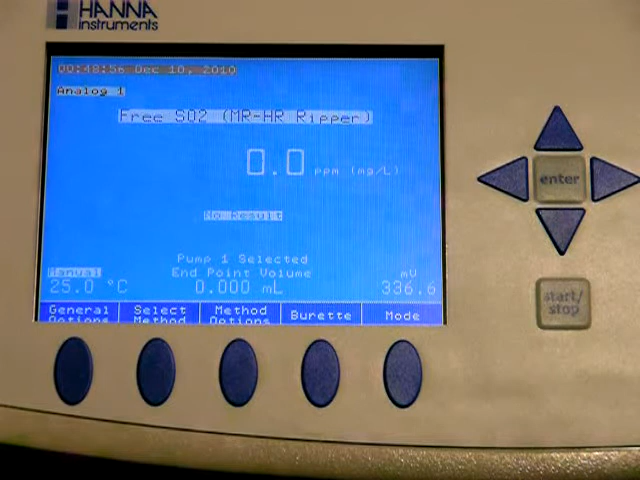 HANNA
instruments
00:48:56 Dec 10, 2010
Analog 1
Free SO2 (MR-HR Ripper)
0.0 ppm (mg/L)
No Result
Pump 1 Selected
Manual End Point Volume mV
25.0 °C 0.000 mL 336.6
General Options Select Method Method Options Burette Mode
enter
start/
stop